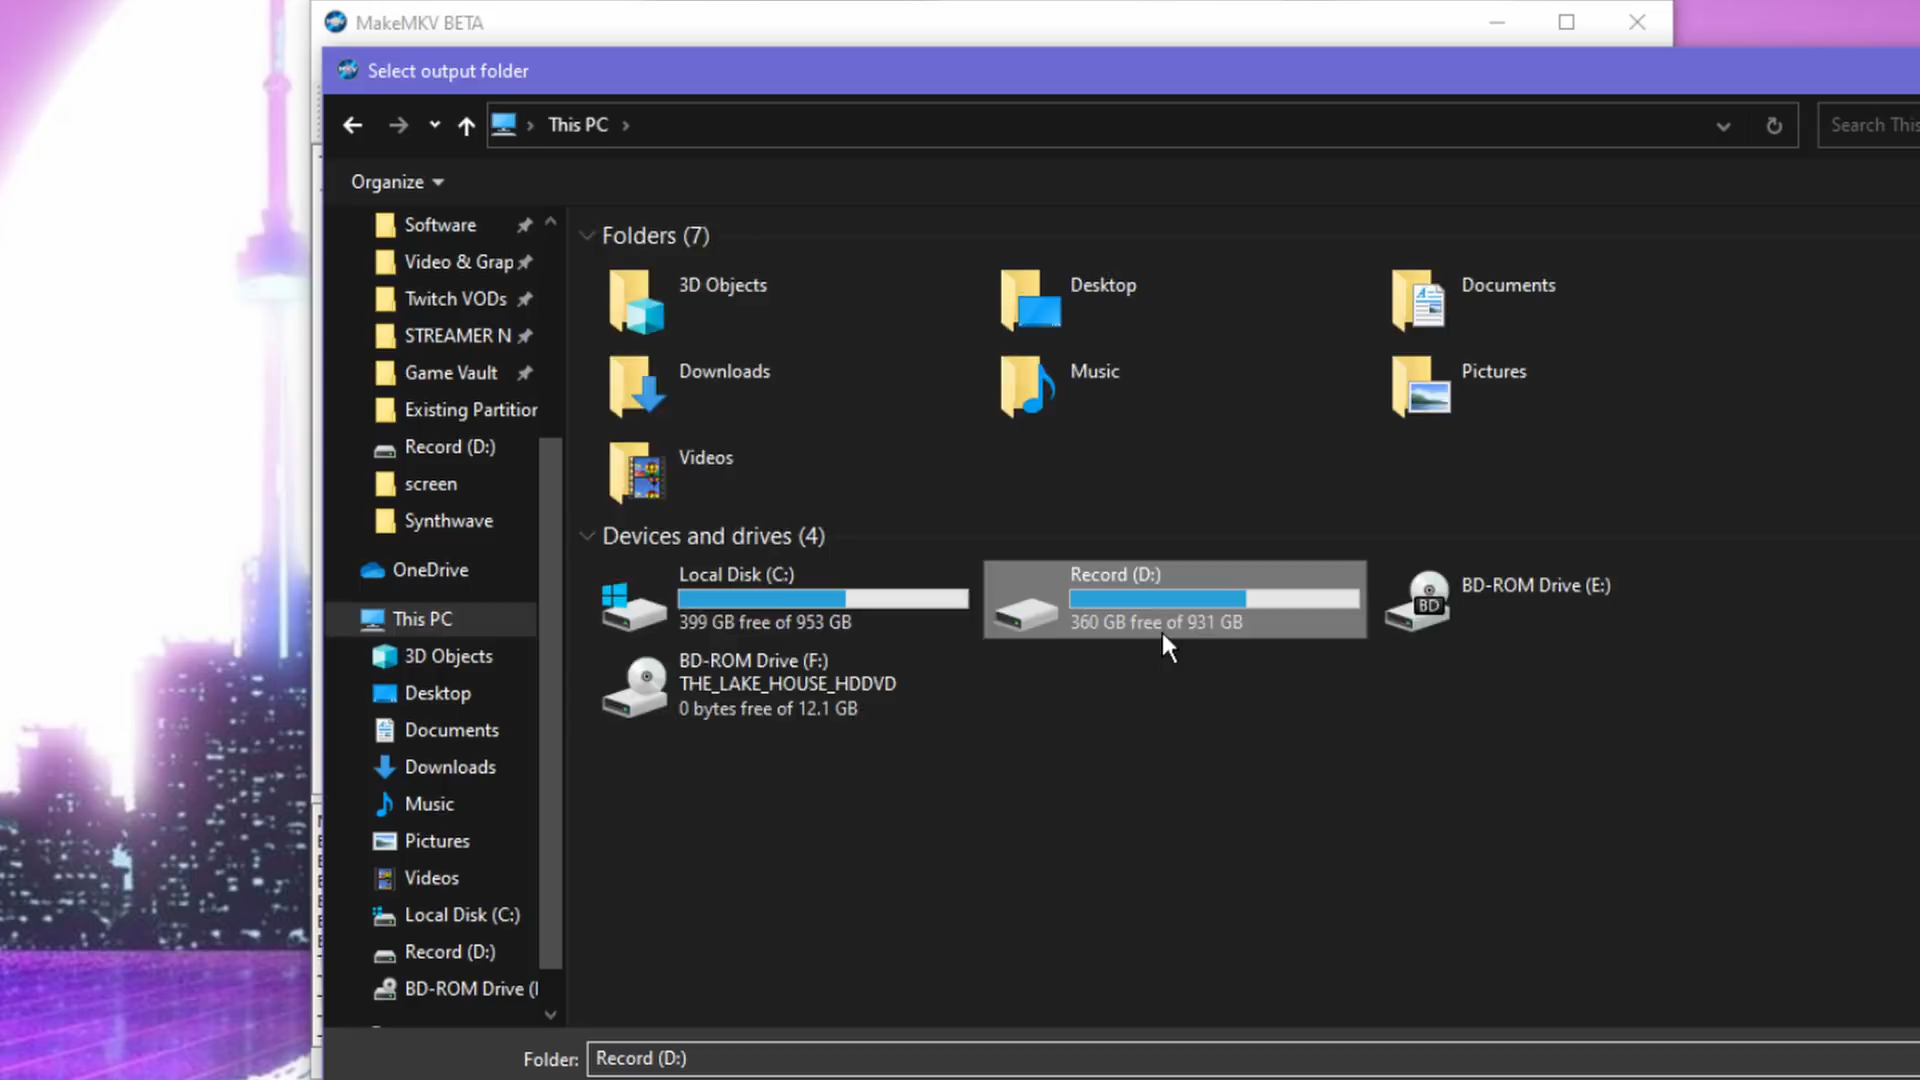 MakeMKV BETA
Select output folder
This PC
Search This
Organize
Software
Video & Grap
Twitch VODs
STREAMER N
Game Vault
Existing Partition
Record (D:)
screen
Synthwave
OneDrive
This PC
3D Objects
Desktop
Documents
Downloads
Music
Pictures
Videos
Local Disk (C:)
Record (D:)
BD-ROM Drive (
Folders (7)
3D Objects
Desktop
Documents
Downloads
Music
Pictures
Videos
Devices and drives (4)
Local Disk (C:)
399 GB free of 953 GB
Record (D:)
360 GB free of 931 GB
BD
BD-ROM Drive (E:)
BD-ROM Drive (F:)
THE_LAKE_HOUSE_HDDVD
0 bytes free of 12.1 GB
Folder: Record (D:)